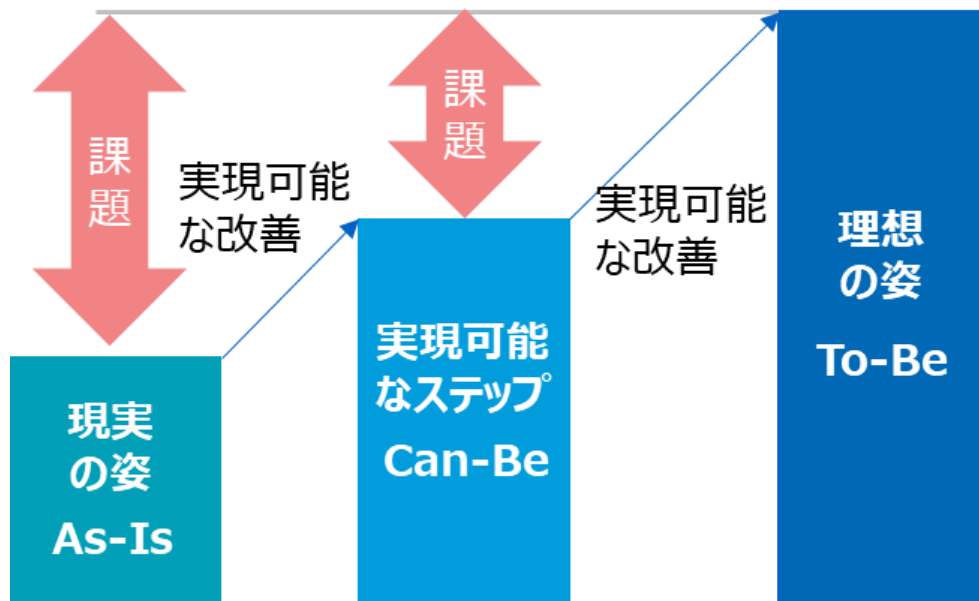 課
題
実現可能
な改善
現実
の姿
As-Is
課
題
実現可能
なステップ
Can-Be
実現可能
な改善
理想
の姿
To-Be